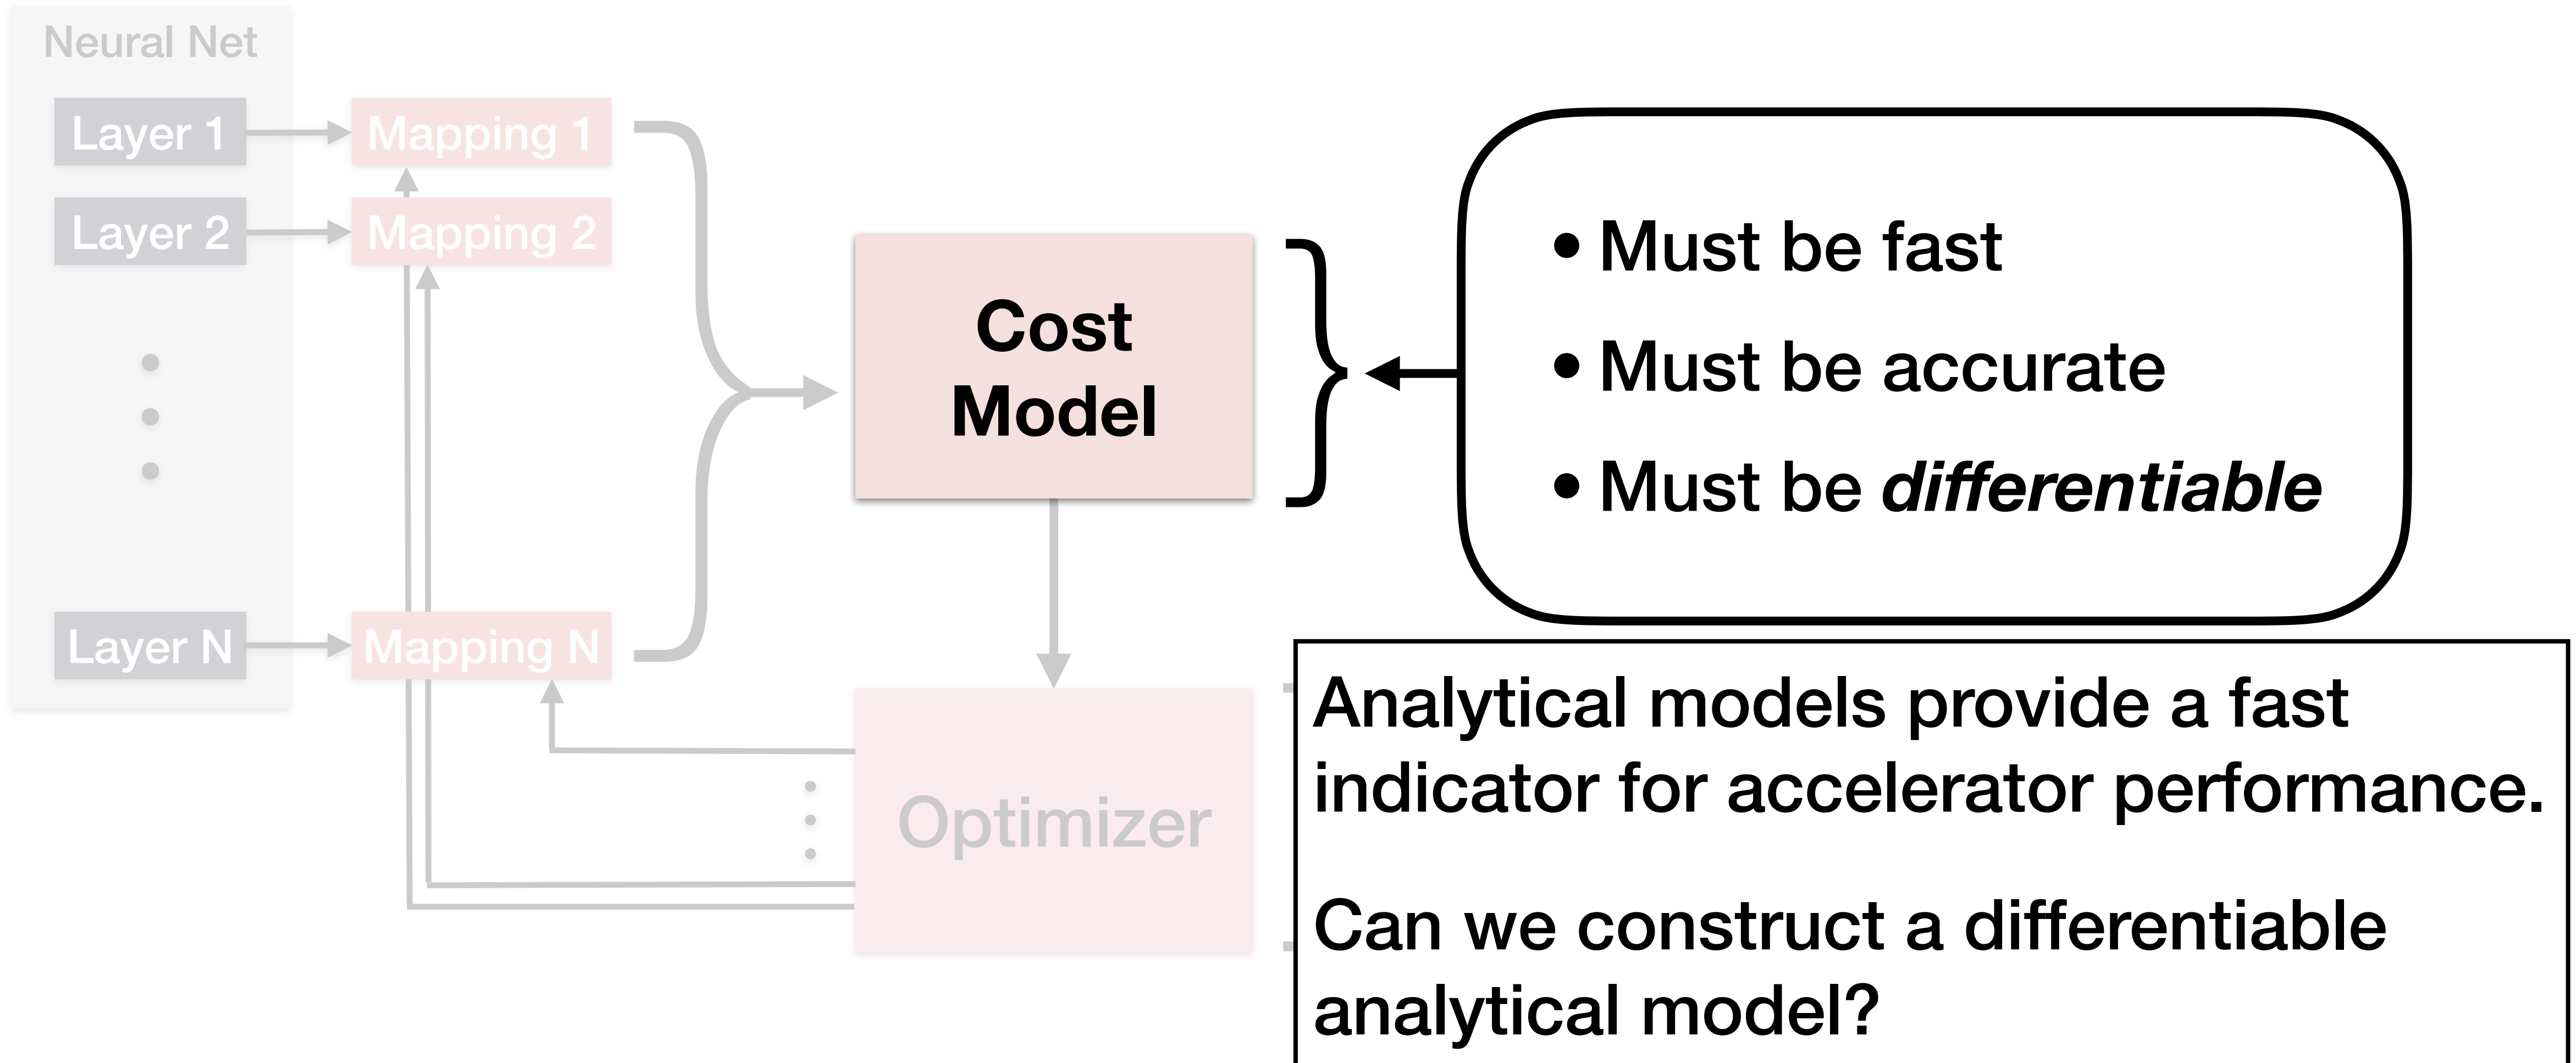 Neural Net
Layer 1
Mapping 1
Layer 2
Mapping 2
Layer N
Mapping N
Cost
Model
Optimizer
• Must be fast
• Must be accurate
• Must be differentiable
Analytical models provide a fast
indicator for accelerator performance.
Can we construct a differentiable
analytical model?